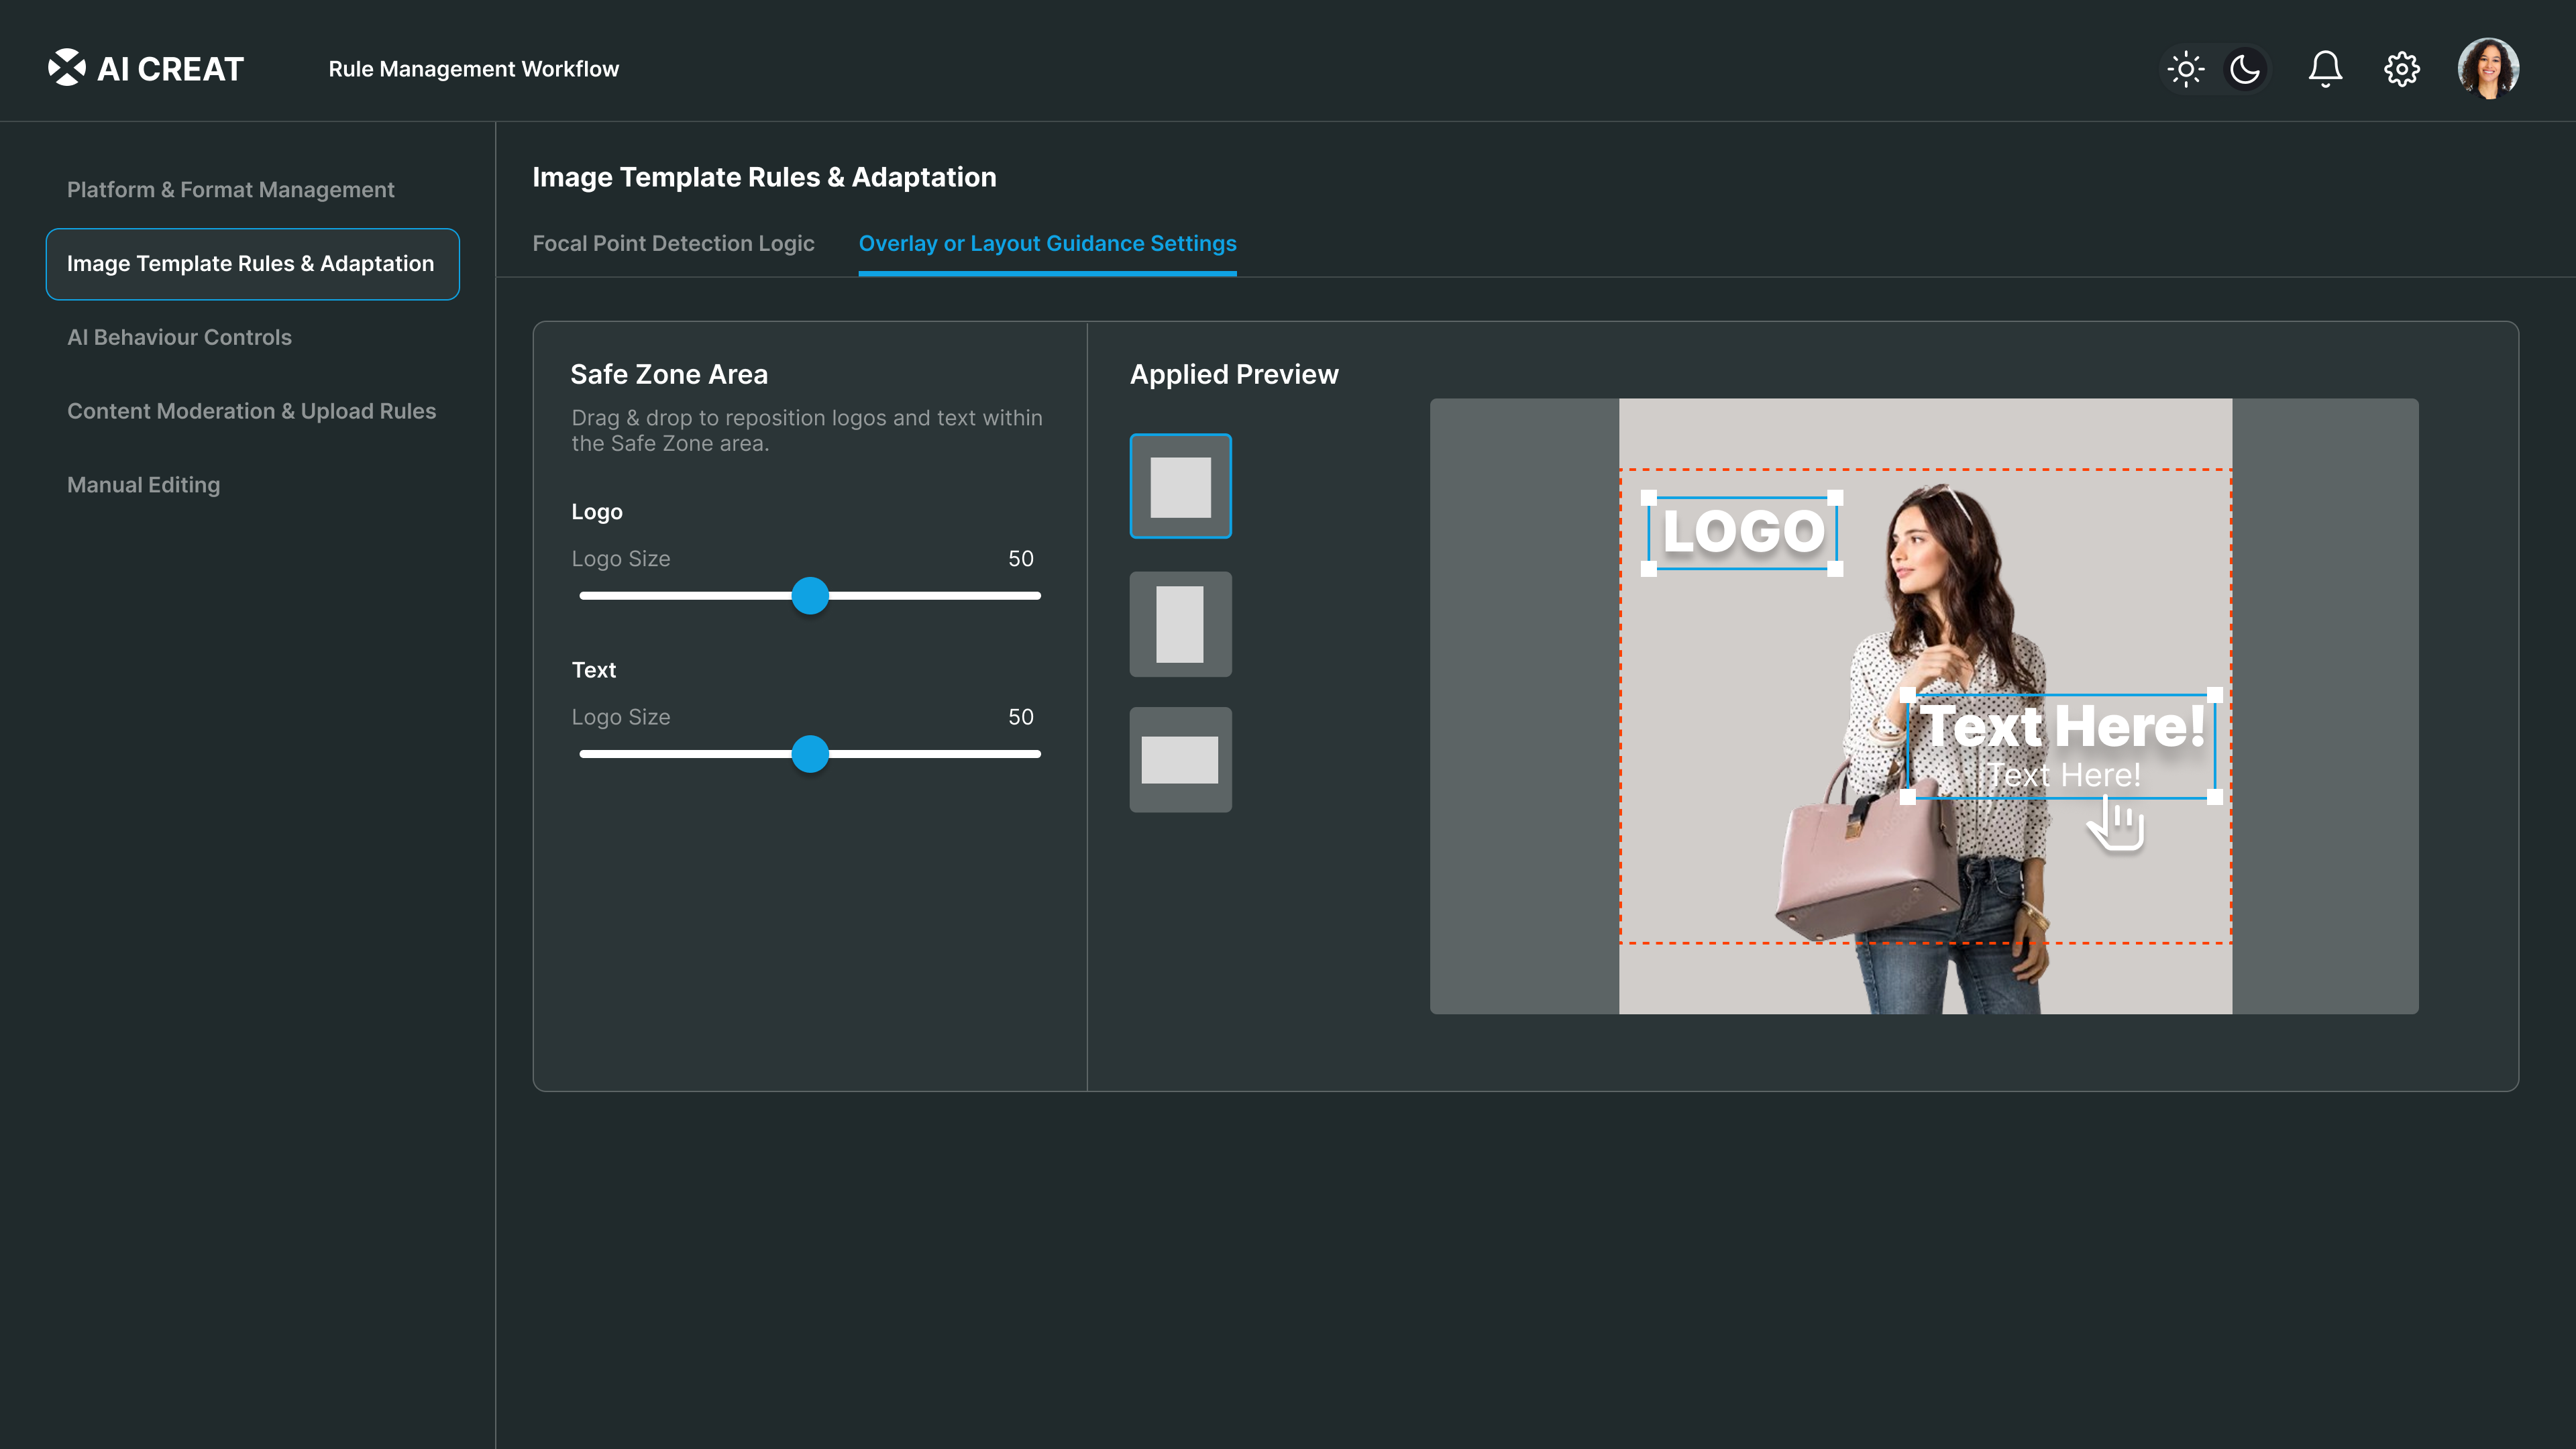 AI CREAT
Rule Management Workflow
Platform & Format Management
Image Template Rules & Adaptation
AI Behaviour Controls
Content Moderation & Upload Rules
Manual Editing
Image Template Rules & Adaptation
Focal Point Detection Logic
Overlay or Layout Guidance Settings
Safe Zone Area
Drag & drop to reposition logos and text within
the Safe Zone area.
Logo
Logo Size
50
Text
Logo Size
50
Applied Preview
LOGO
Text Here!
Text Here!